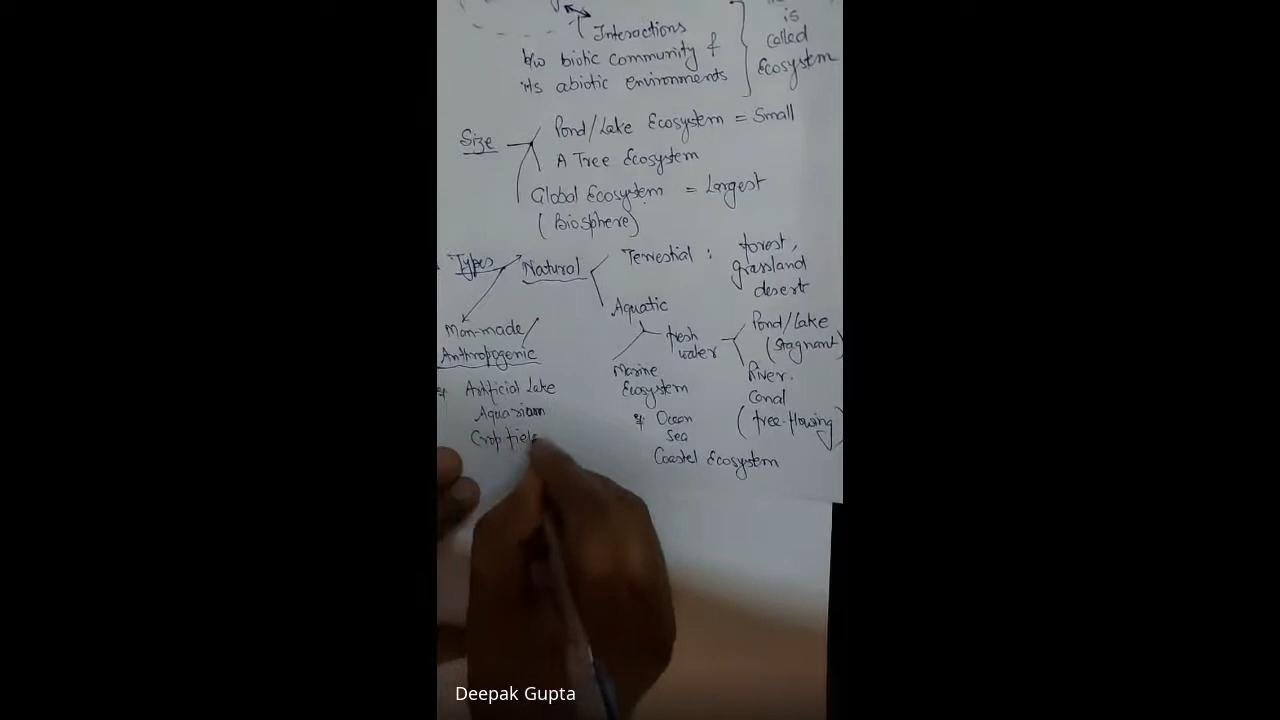 Interactions
b/w biotic community &
its abiotic environments
is
called
Ecosystem
Size
Pond/Lake Ecosystem = Small
A Tree Ecosystem
Global Ecosystem = Largest
(Biosphere)
Types
Natural
Terrestial : forest,
grassland
desert
Aquatic
fresh
water
Pond/Lake
(Stagnant)
River.
Canal
(free-flowing)
Marine
Ecosystem
eg Ocean
Sea
Coastel Ecosystem
Man-made/
Anthropogenic
Artificial Lake
Aquarium
Crop field
Deepak Gupta